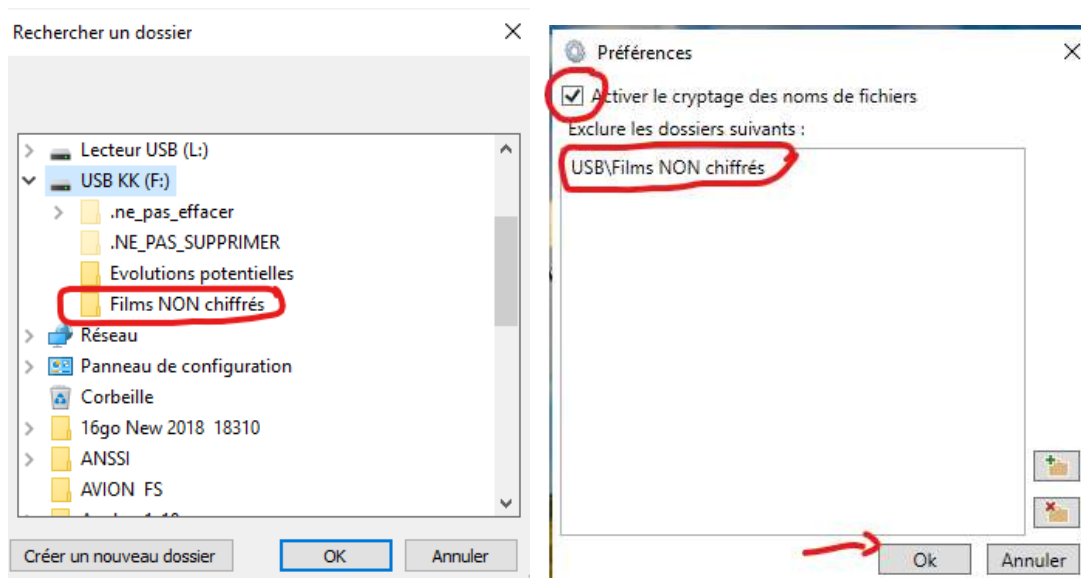 Rechercher un dossier
Lecteur USB (L:)
USB KK (F:)
.ne_pas_effacer
.NE_PAS_SUPPRIMER
Evolutions potentielles
Films NON chiffrés
Réseau
Panneau de configuration
Corbeille
16go New 2018 18310
ANSSI
AVION FS
Créer un nouveau dossier
OK
Annuler
Préférences
Activer le cryptage des noms de fichiers
Exclure les dossiers suivants :
USB\Films NON chiffrés
Ok
Annuler